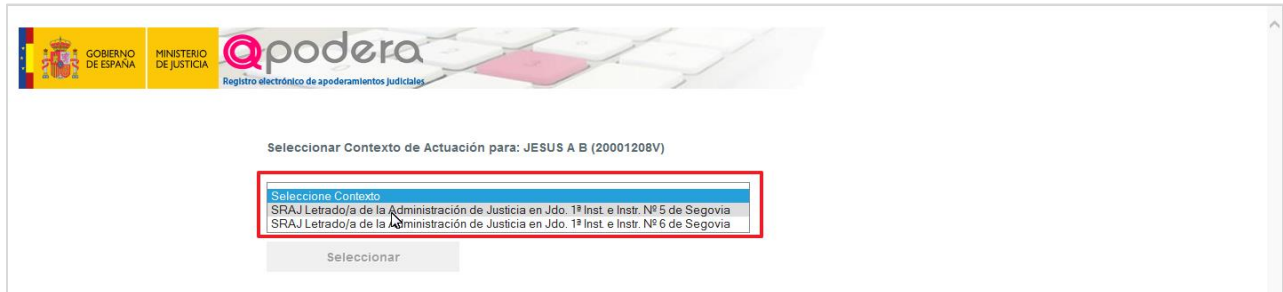 GOBIERNO
DE ESPAÑA
MINISTERIO
DE JUSTICIA
@podera
Registro electrónico de apoderamientos judiciales
Seleccionar Contexto de Actuación para: JESUS A B (20001208V)
Seleccione Contexto
SRAJ Letrado/a de la Administración de Justicia en Jdo. 1ª Inst. e Instr. Nº 5 de Segovia
SRAJ Letrado/a de la Administración de Justicia en Jdo. 1ª Inst. e Instr. Nº 6 de Segovia
Seleccionar